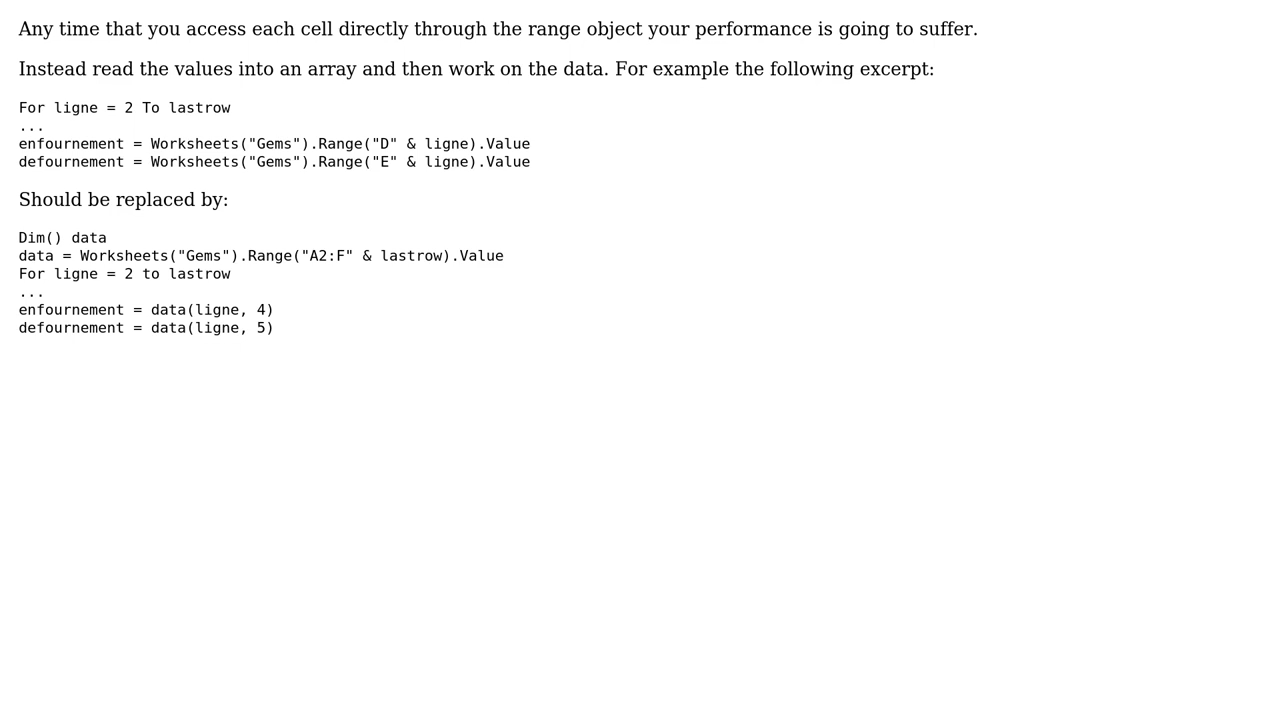 Any time that you access each cell directly through the range object your performance is going to suffer.
Instead read the values into an array and then work on the data. For example the following excerpt:
For ligne = 2 To lastrow
...
enfournement = Worksheets("Gems").Range("D" & ligne).Value
defournement = Worksheets("Gems").Range("E" & ligne).Value
Should be replaced by:
Dim() data
data = Worksheets("Gems").Range("A2:F" & lastrow).Value
For ligne = 2 to lastrow
...
enfournement = data(ligne, 4)
defournement = data(ligne, 5)